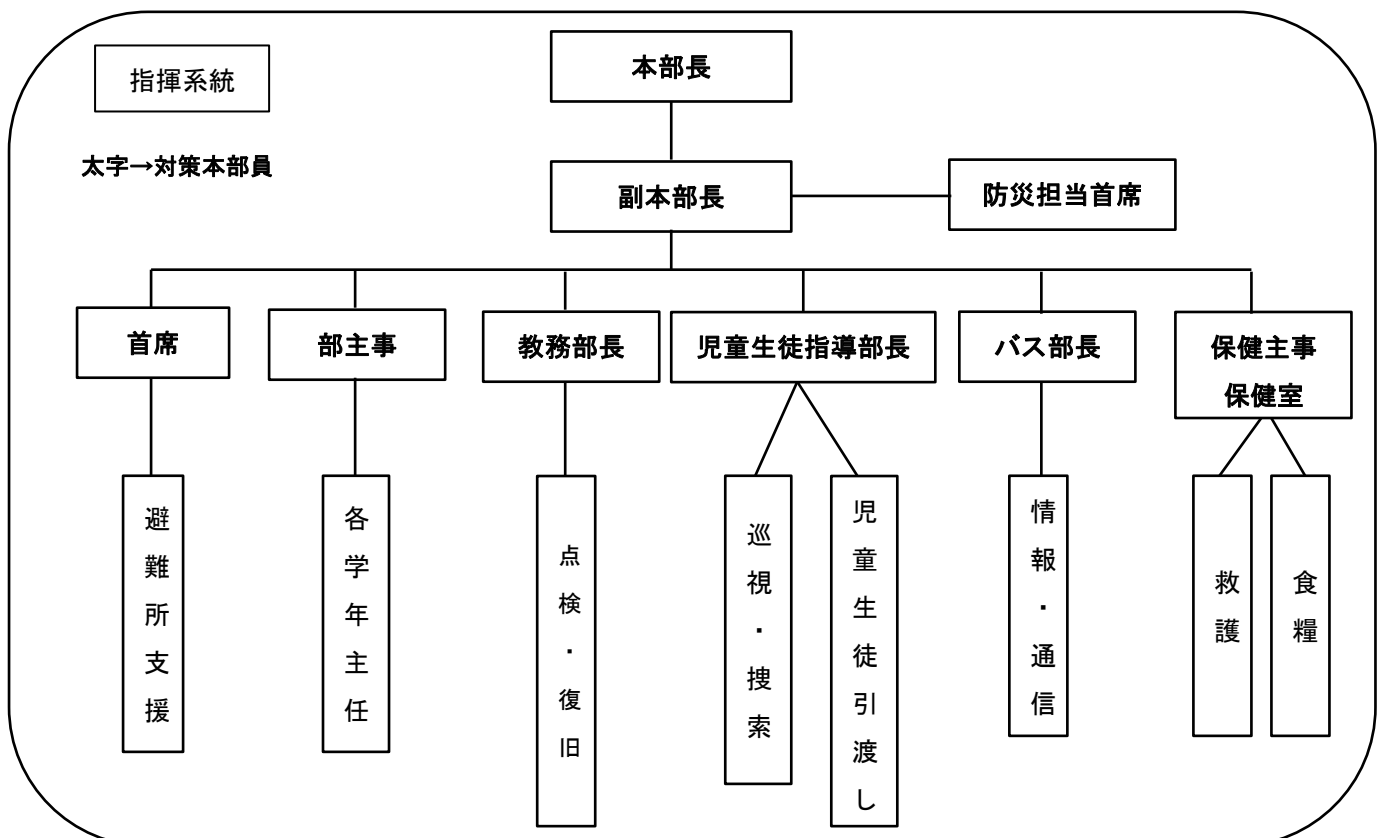 指揮系統
本部長
太字→対策本部員
副本部長
防災担当首席
首席
部主事
教務部長
児童生徒指導部長
バス部長
保健主事
保健室
避難所支援
各学年主任
点検・復旧
巡視・捜索
児童生徒引渡し
情報・通信
救護
食糧